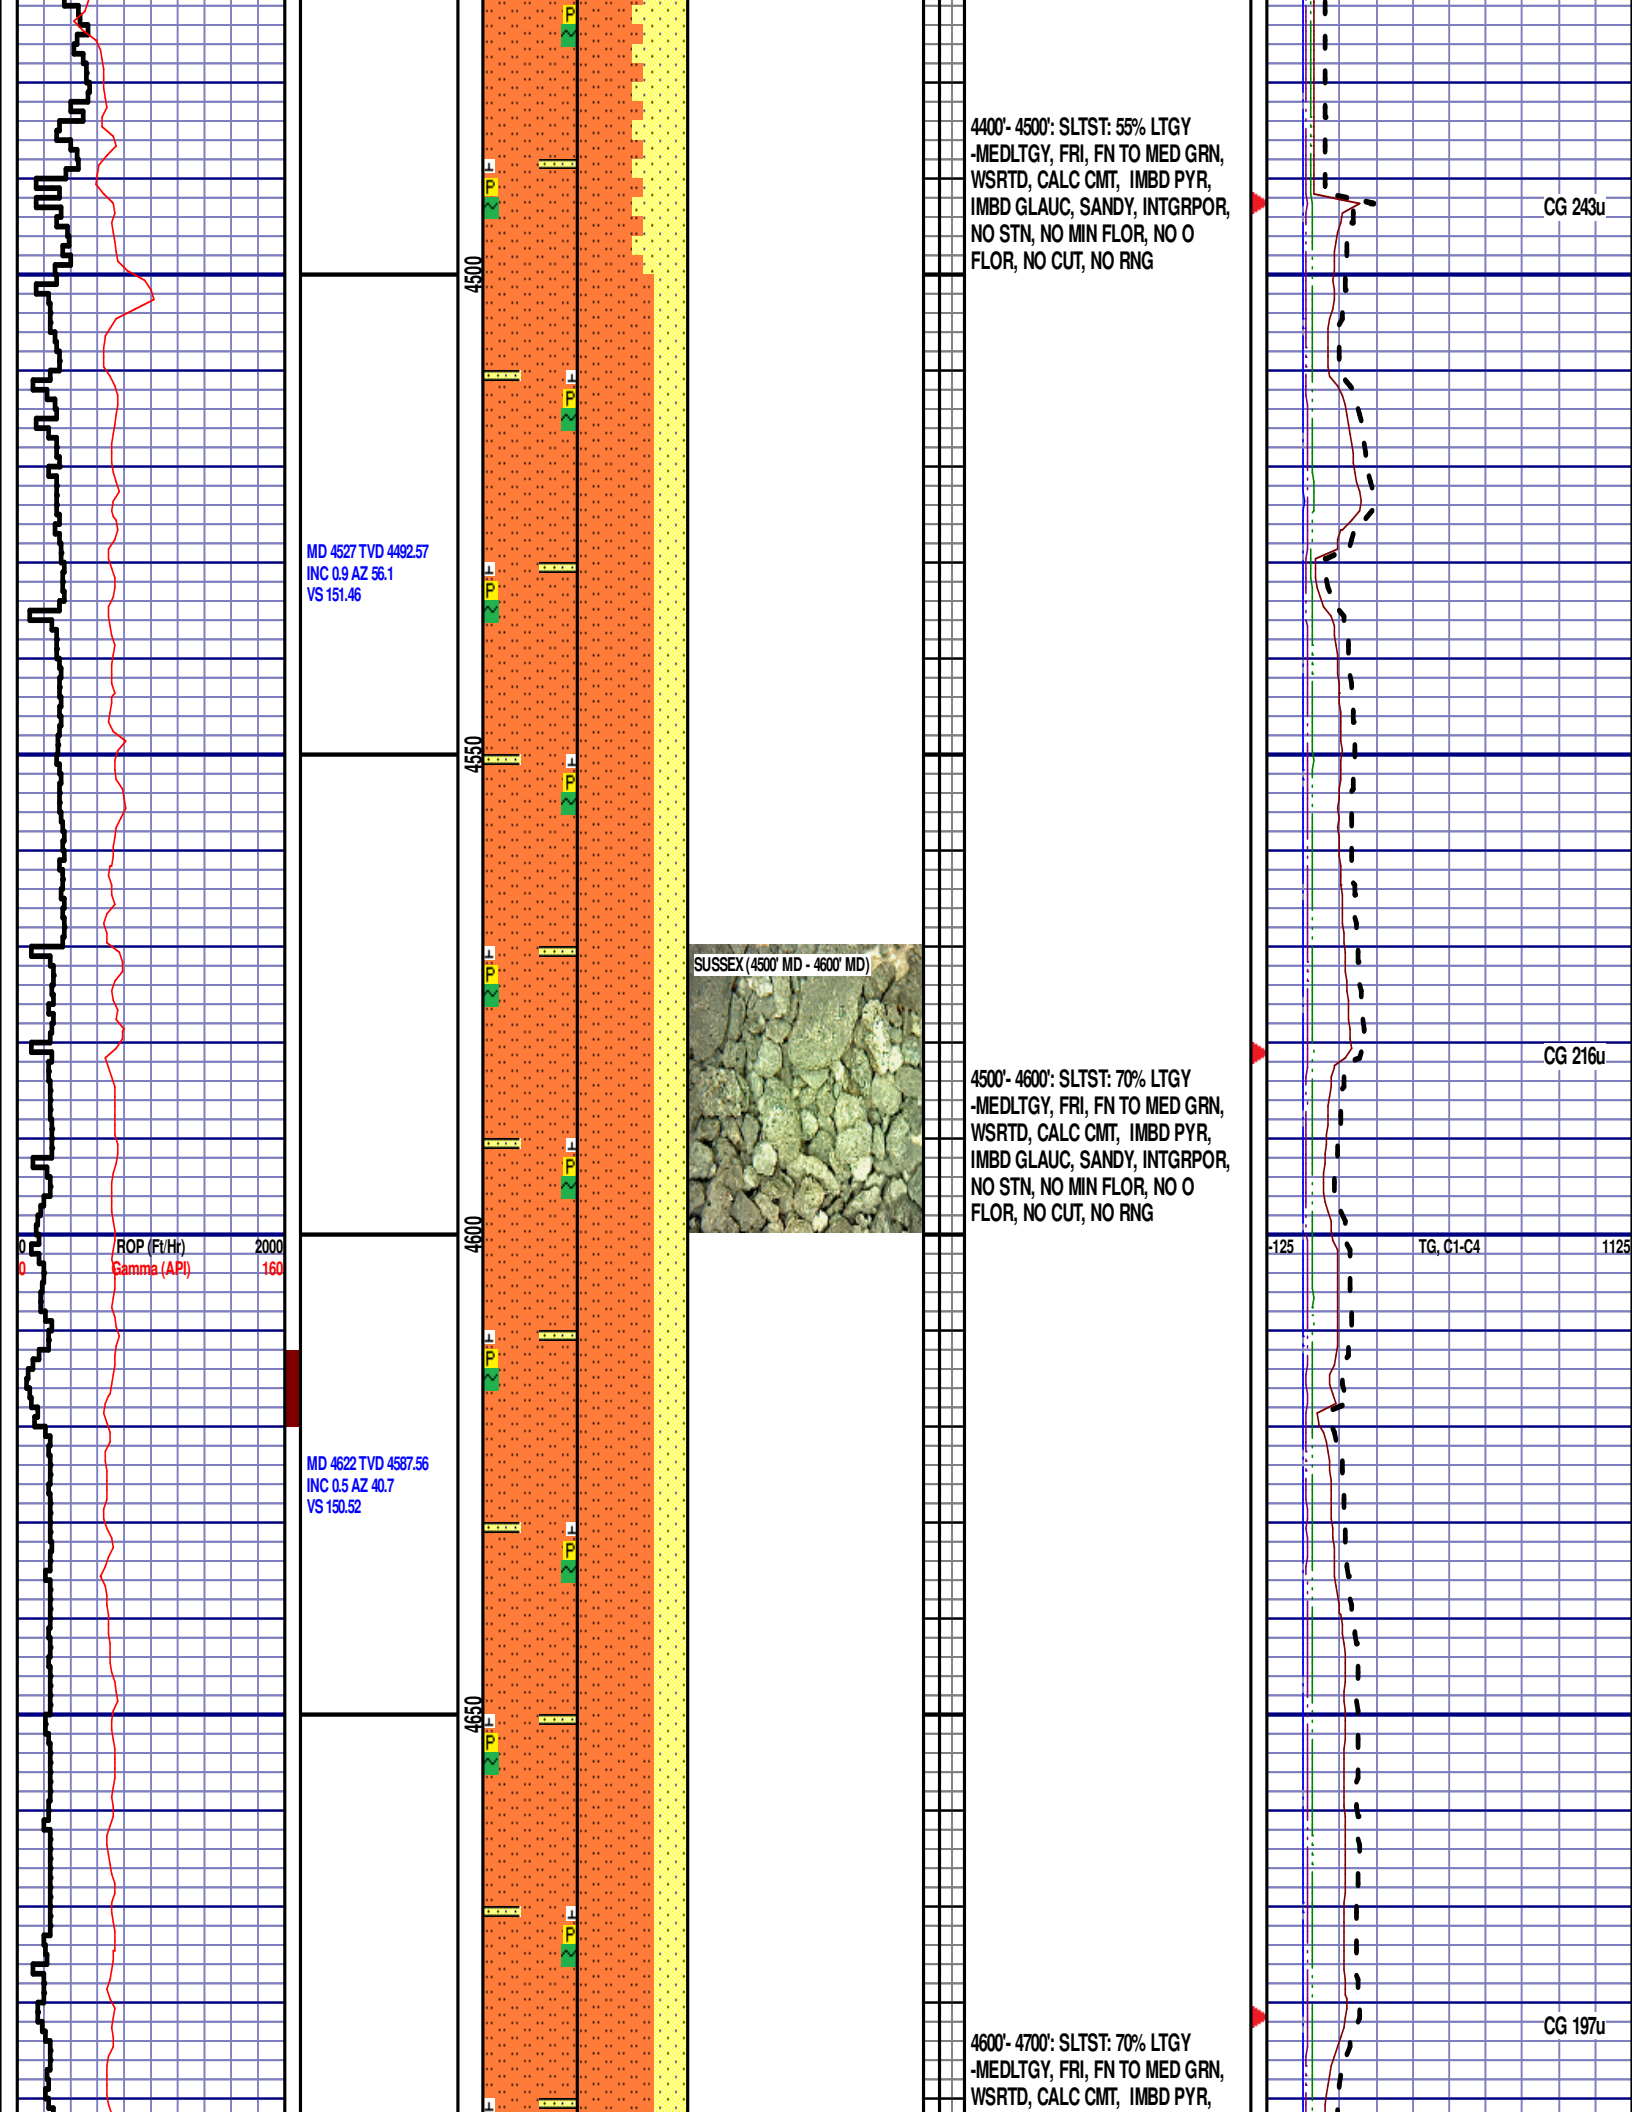 4400'- 4500': SLTST: 55% LTGY
-MEDLTGY, FRI, FN TO MED GRN,
WSRTD, CALC CMT, IMBD PYR,
IMBD GLAUC, SANDY, INTGRPOR,
NO STN, NO MIN FLOR, NO O
FLOR, NO CUT, NO RNG
CG 243u
4500
MD 4527 TVD 4492.57
INC 0.9 AZ 56.1
VS 151.46
4550
SUSSEX (4500' MD - 4600' MD)
CG 216u
4500'- 4600': SLTST: 70% LTGY
-MEDLTGY, FRI, FN TO MED GRN,
WSRTD, CALC CMT, IMBD PYR,
IMBD GLAUC, SANDY, INTGRPOR,
NO STN, NO MIN FLOR, NO O
FLOR, NO CUT, NO RNG
4600
0 ROP (Ft/Hr) 2000
0 Gamma (API) 160
-125 TG, C1-C4 1125
MD 4622 TVD 4587.56
INC 0.5 AZ 40.7
VS 150.52
4650
CG 197u
4600'- 4700': SLTST: 70% LTGY
-MEDLTGY, FRI, FN TO MED GRN,
WSRTD, CALC CMT, IMBD PYR,
P
P
P
P
P
P
P
P
P
P
P